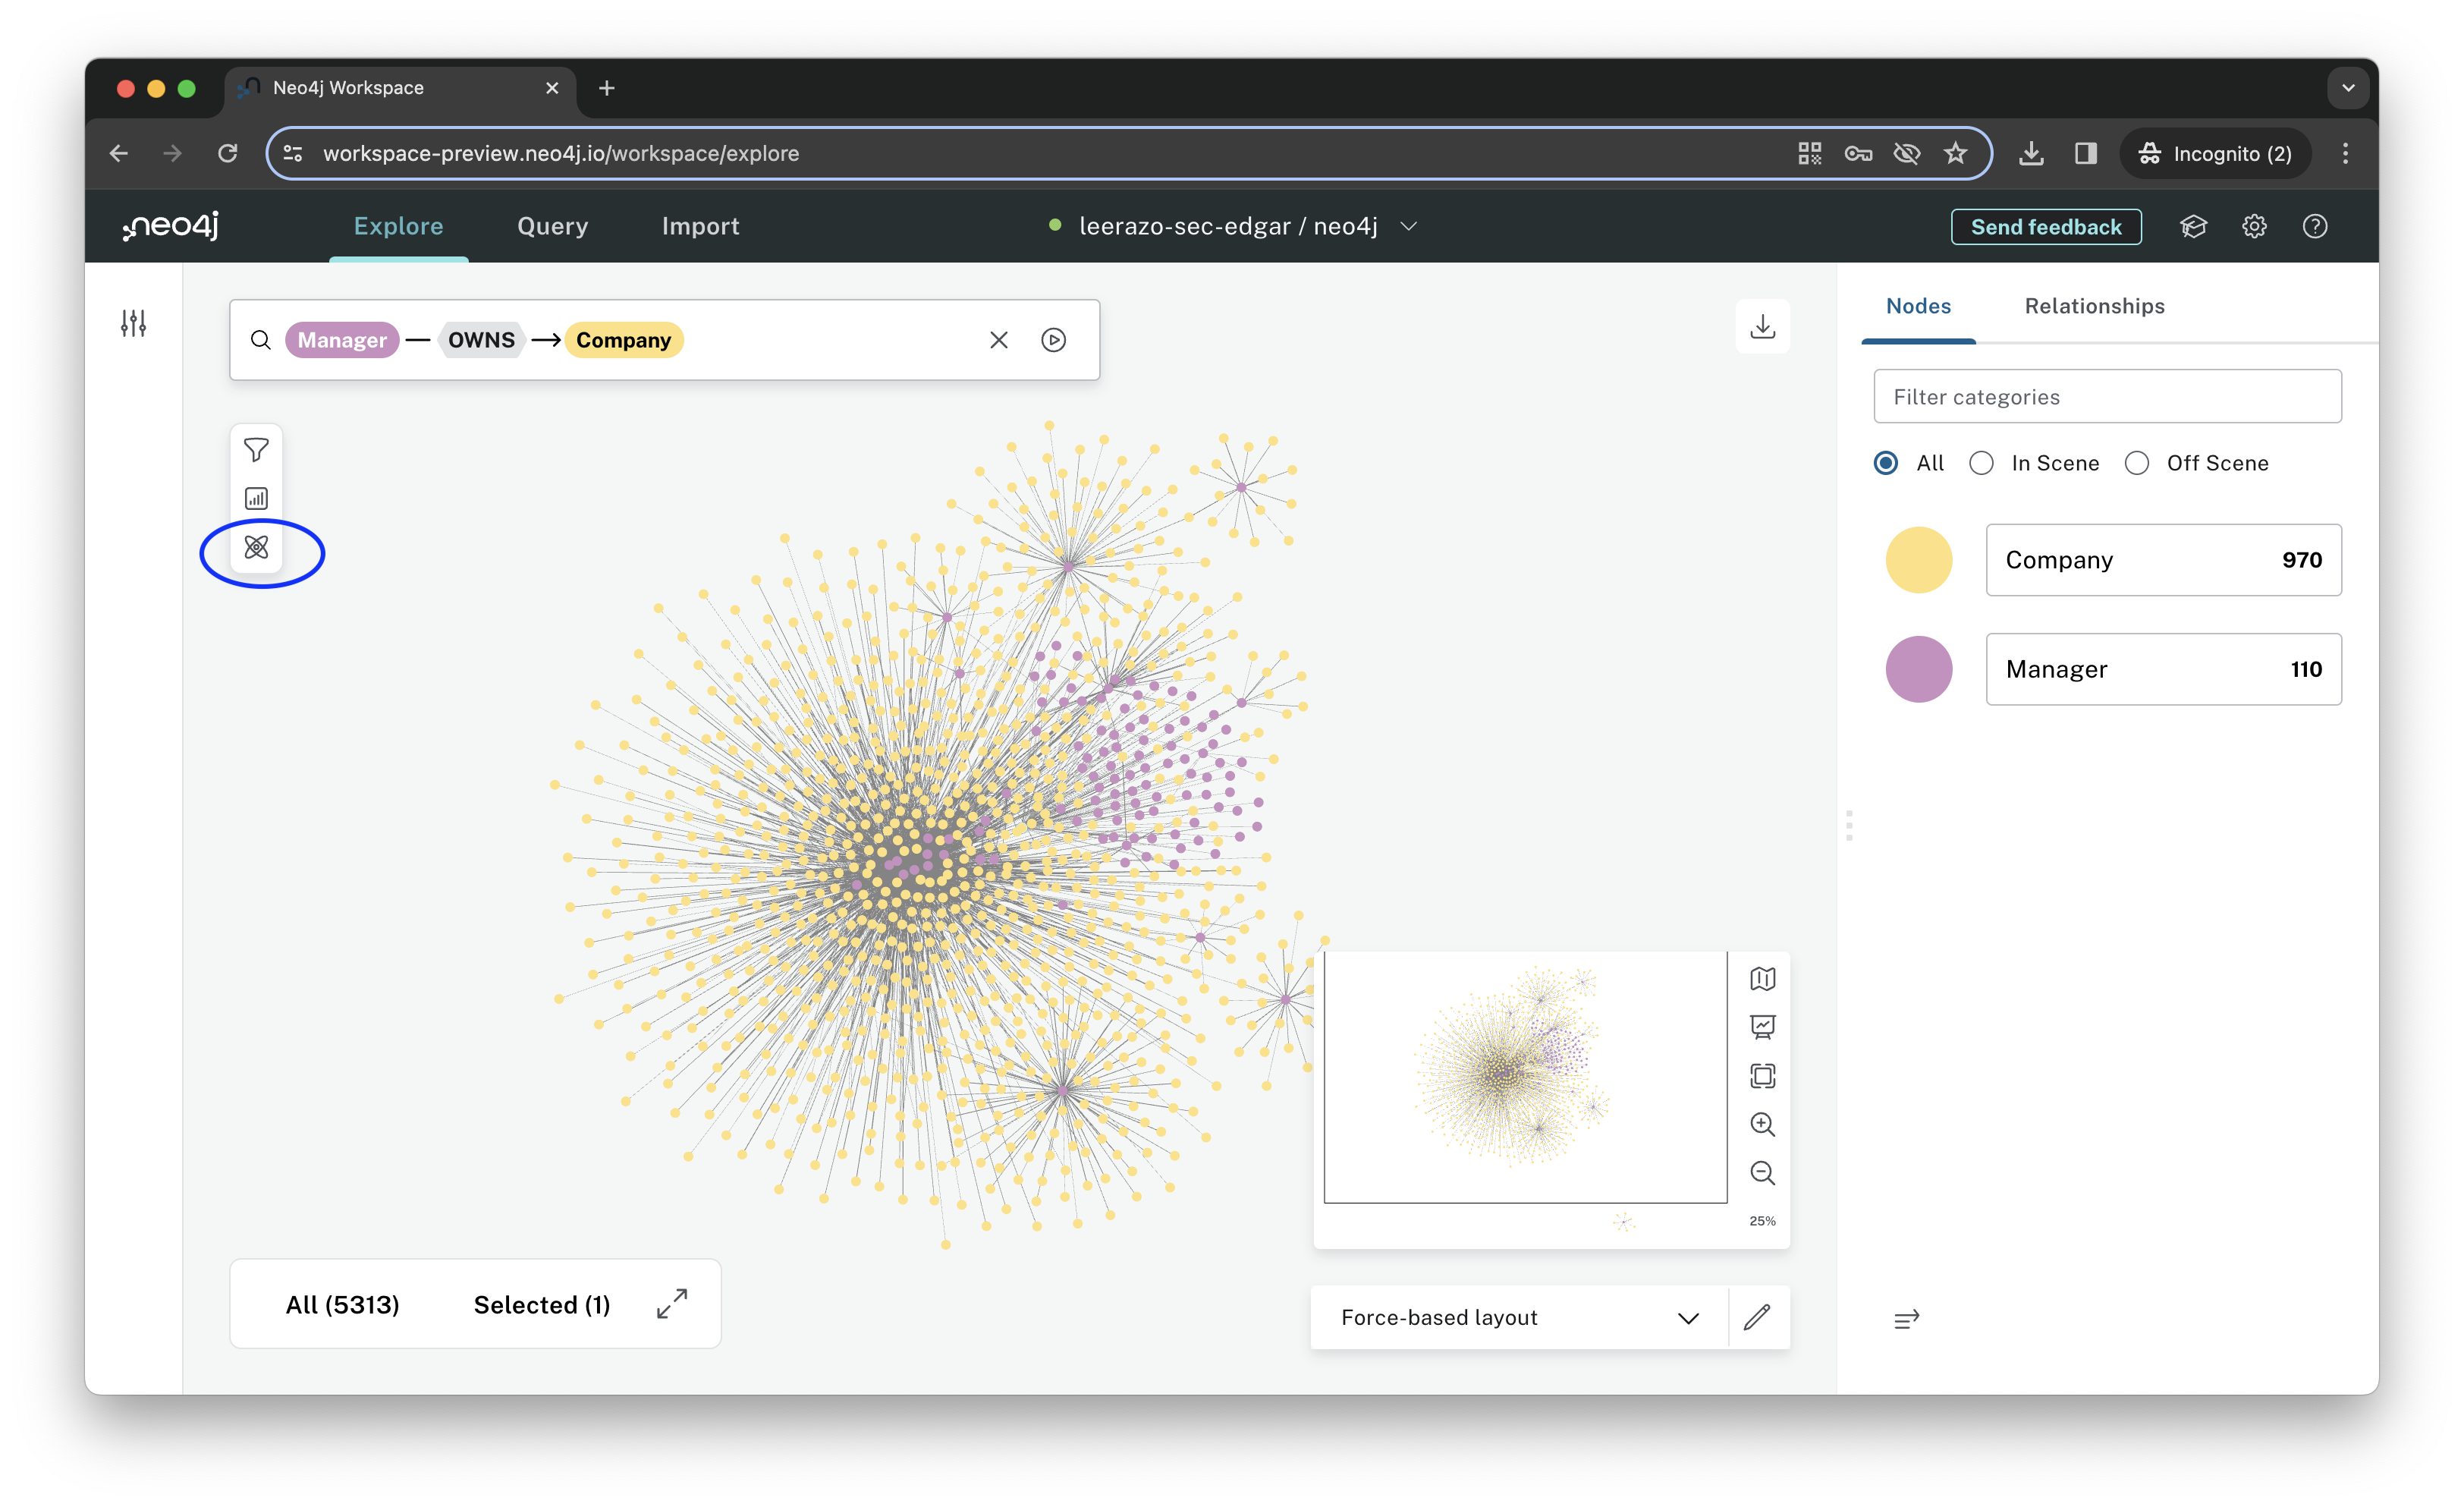 Neo4j Workspace
workspace-preview.neo4j.io/workspace/explore
Incognito (2)
neo4j
Explore
Query
Import
leerazo-sec-edgar / neo4j
Send feedback
Manager
OWNS
Company
Nodes
Relationships
Filter categories
All
In Scene
Off Scene
Company 970
Manager 110
25%
All (5313)
Selected (1)
Force-based layout